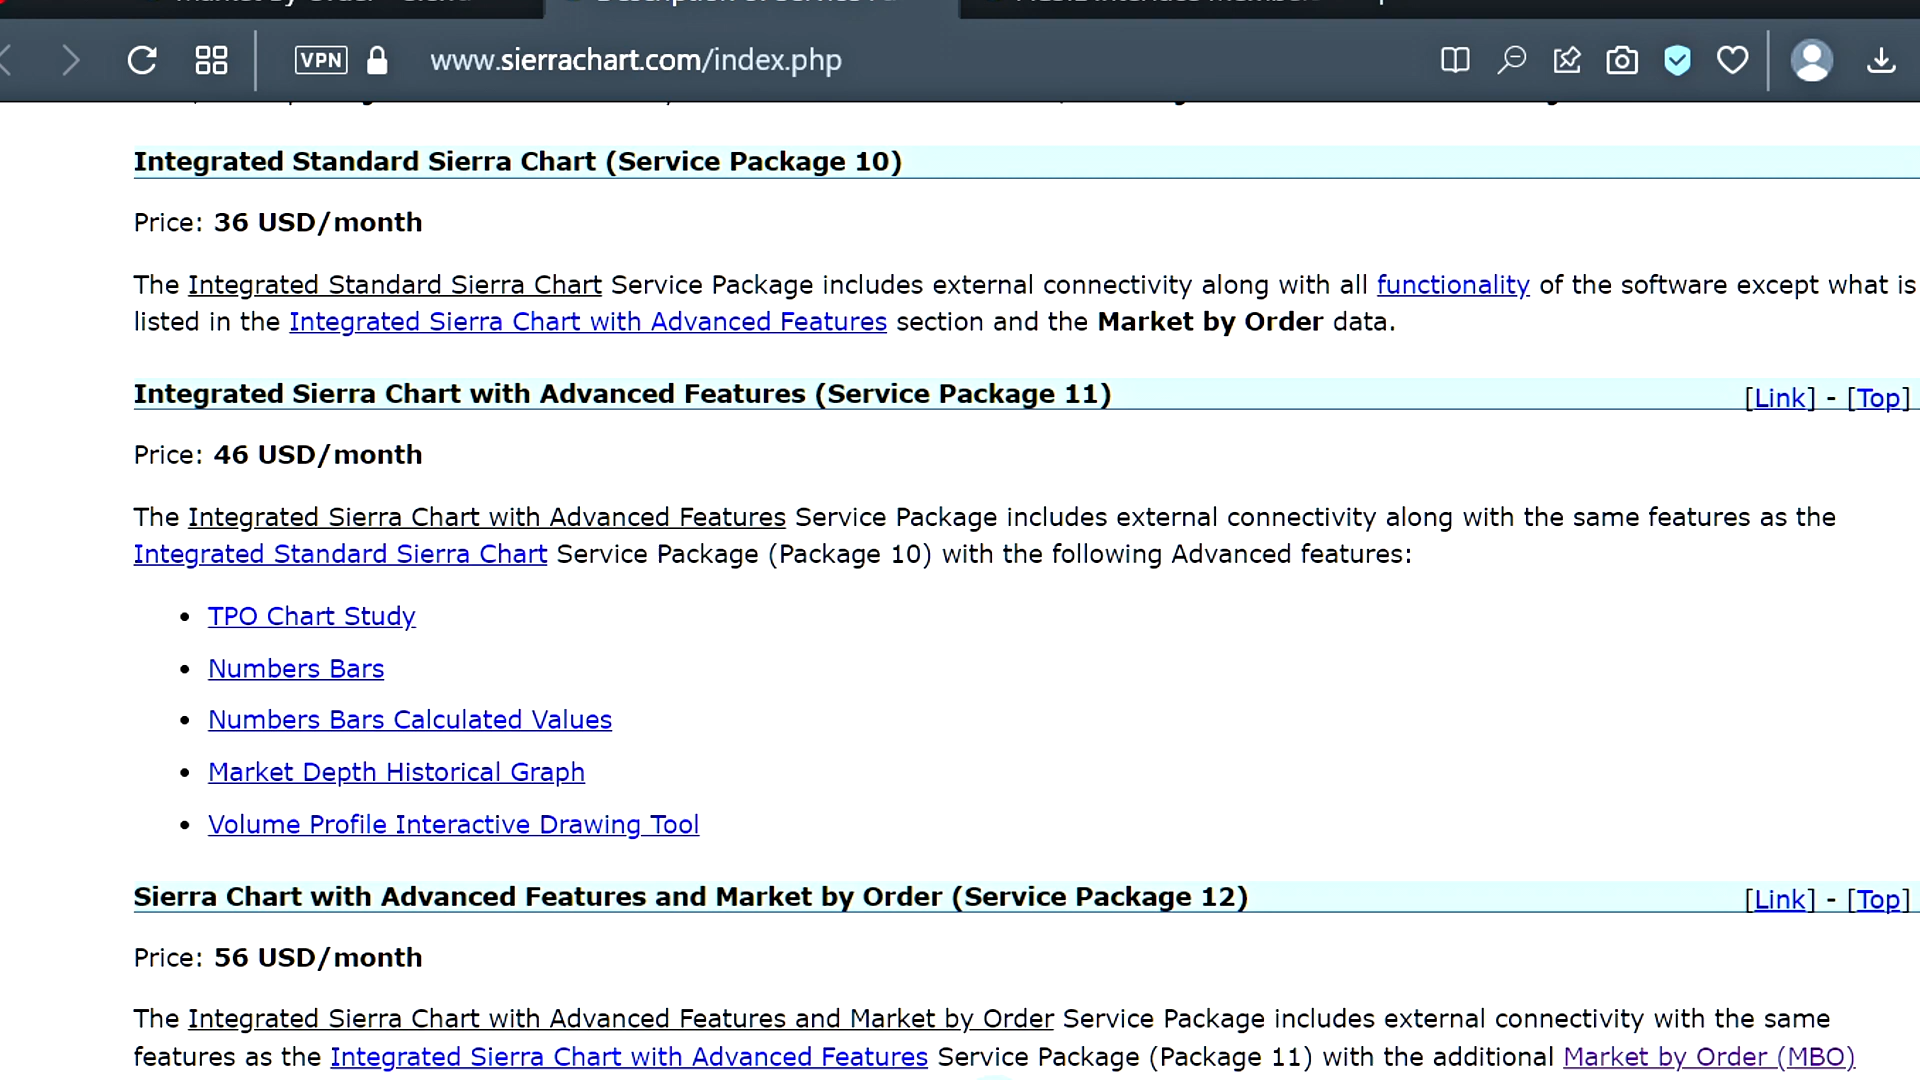 VPN www.sierrachart.com/index.php
Integrated Standard Sierra Chart (Service Package 10)
Price: 36 USD/month
The Integrated Standard Sierra Chart Service Package includes external connectivity along with all functionality of the software except what is
listed in the Integrated Sierra Chart with Advanced Features section and the Market by Order data.
Integrated Sierra Chart with Advanced Features (Service Package 11) [Link] - [Top]
Price: 46 USD/month
The Integrated Sierra Chart with Advanced Features Service Package includes external connectivity along with the same features as the
Integrated Standard Sierra Chart Service Package (Package 10) with the following Advanced features:
• TPO Chart Study
• Numbers Bars
• Numbers Bars Calculated Values
• Market Depth Historical Graph
• Volume Profile Interactive Drawing Tool
Sierra Chart with Advanced Features and Market by Order (Service Package 12) [Link] - [Top]
Price: 56 USD/month
The Integrated Sierra Chart with Advanced Features and Market by Order Service Package includes external connectivity with the same
features as the Integrated Sierra Chart with Advanced Features Service Package (Package 11) with the additional Market by Order (MBO)